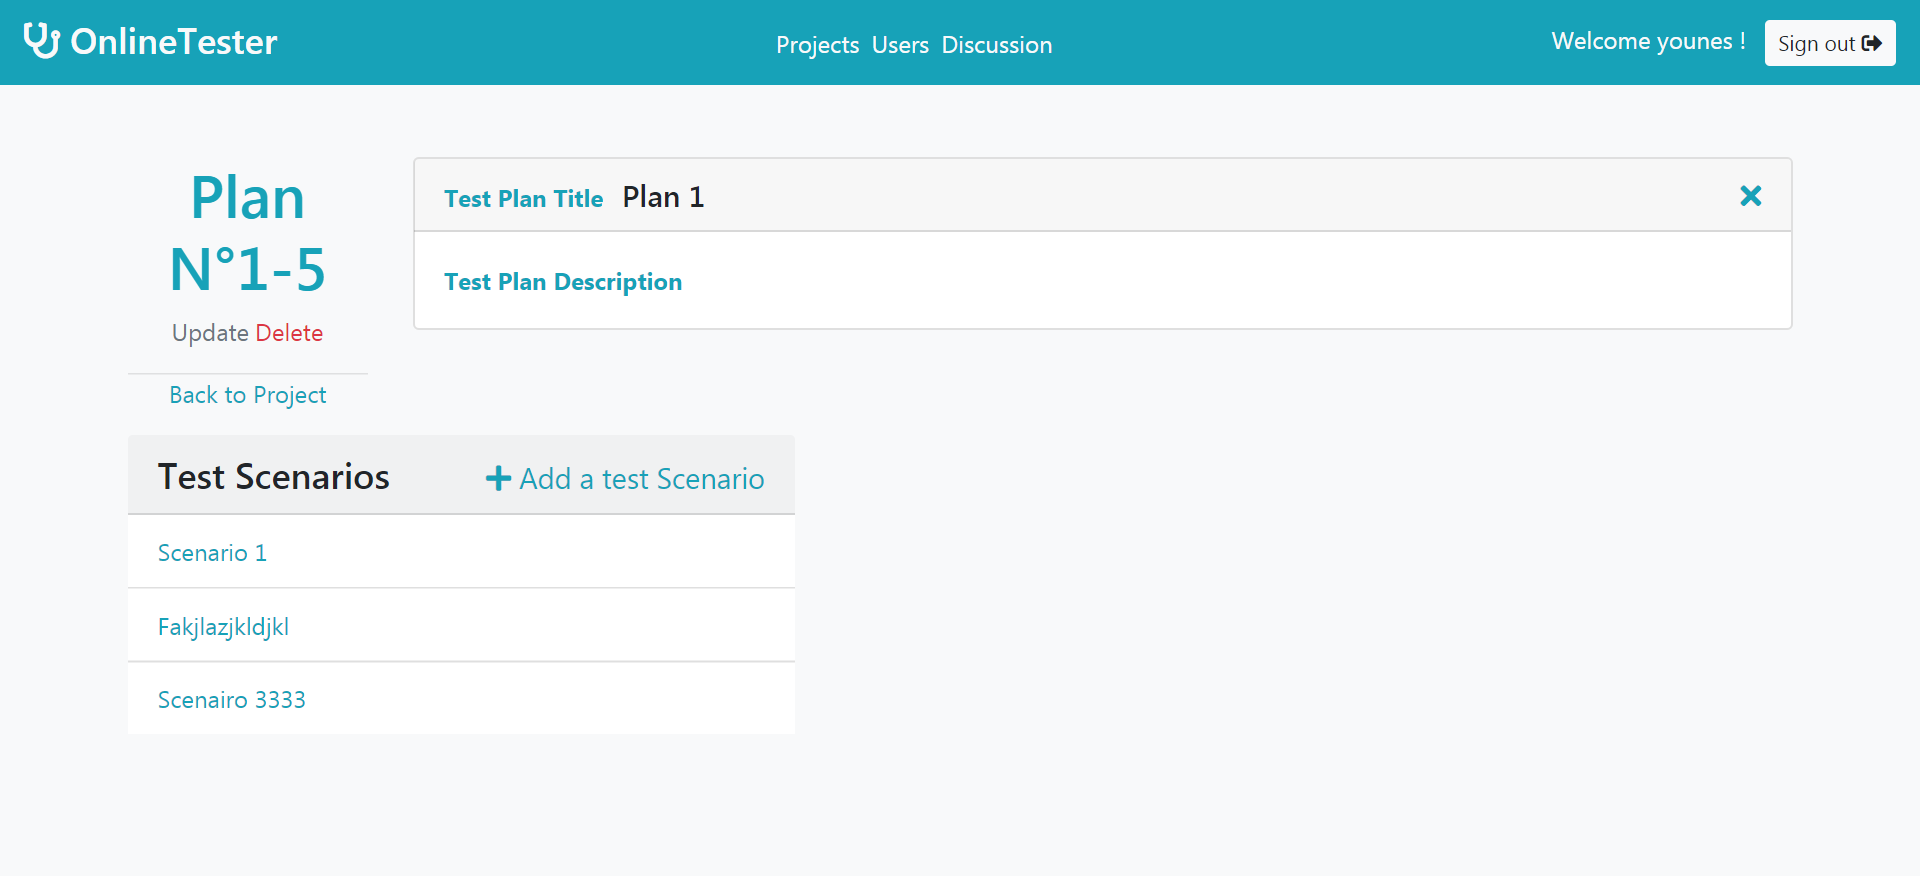 OnlineTester
Projects Users Discussion
Welcome younes !
Sign out
Plan
N°1-5
Update Delete
Back to Project
Test Plan Title Plan 1
Test Plan Description
Test Scenarios
Add a test Scenario
Scenario 1
Fakjlazjkldjkl
Scenairo 3333